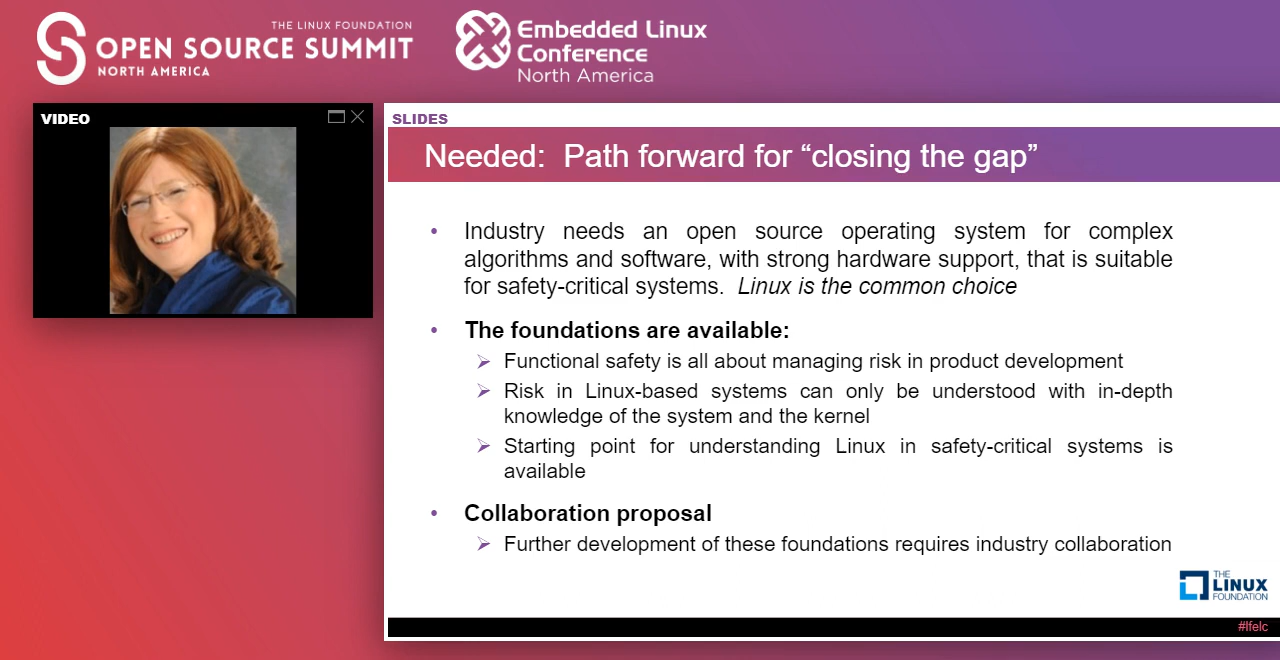 THE LINUX FOUNDATION
OPEN SOURCE SUMMIT
NORTH AMERICA
Embedded Linux
Conference
North America
VIDEO
SLIDES
Needed: Path forward for “closing the gap”
• Industry needs an open source operating system for complex
algorithms and software, with strong hardware support, that is suitable
for safety-critical systems. Linux is the common choice
• The foundations are available:
➢ Functional safety is all about managing risk in product development
➢ Risk in Linux-based systems can only be understood with in-depth
knowledge of the system and the kernel
➢ Starting point for understanding Linux in safety-critical systems is
available
• Collaboration proposal
➢ Further development of these foundations requires industry collaboration
THE
LINUX
FOUNDATION
#lfelc